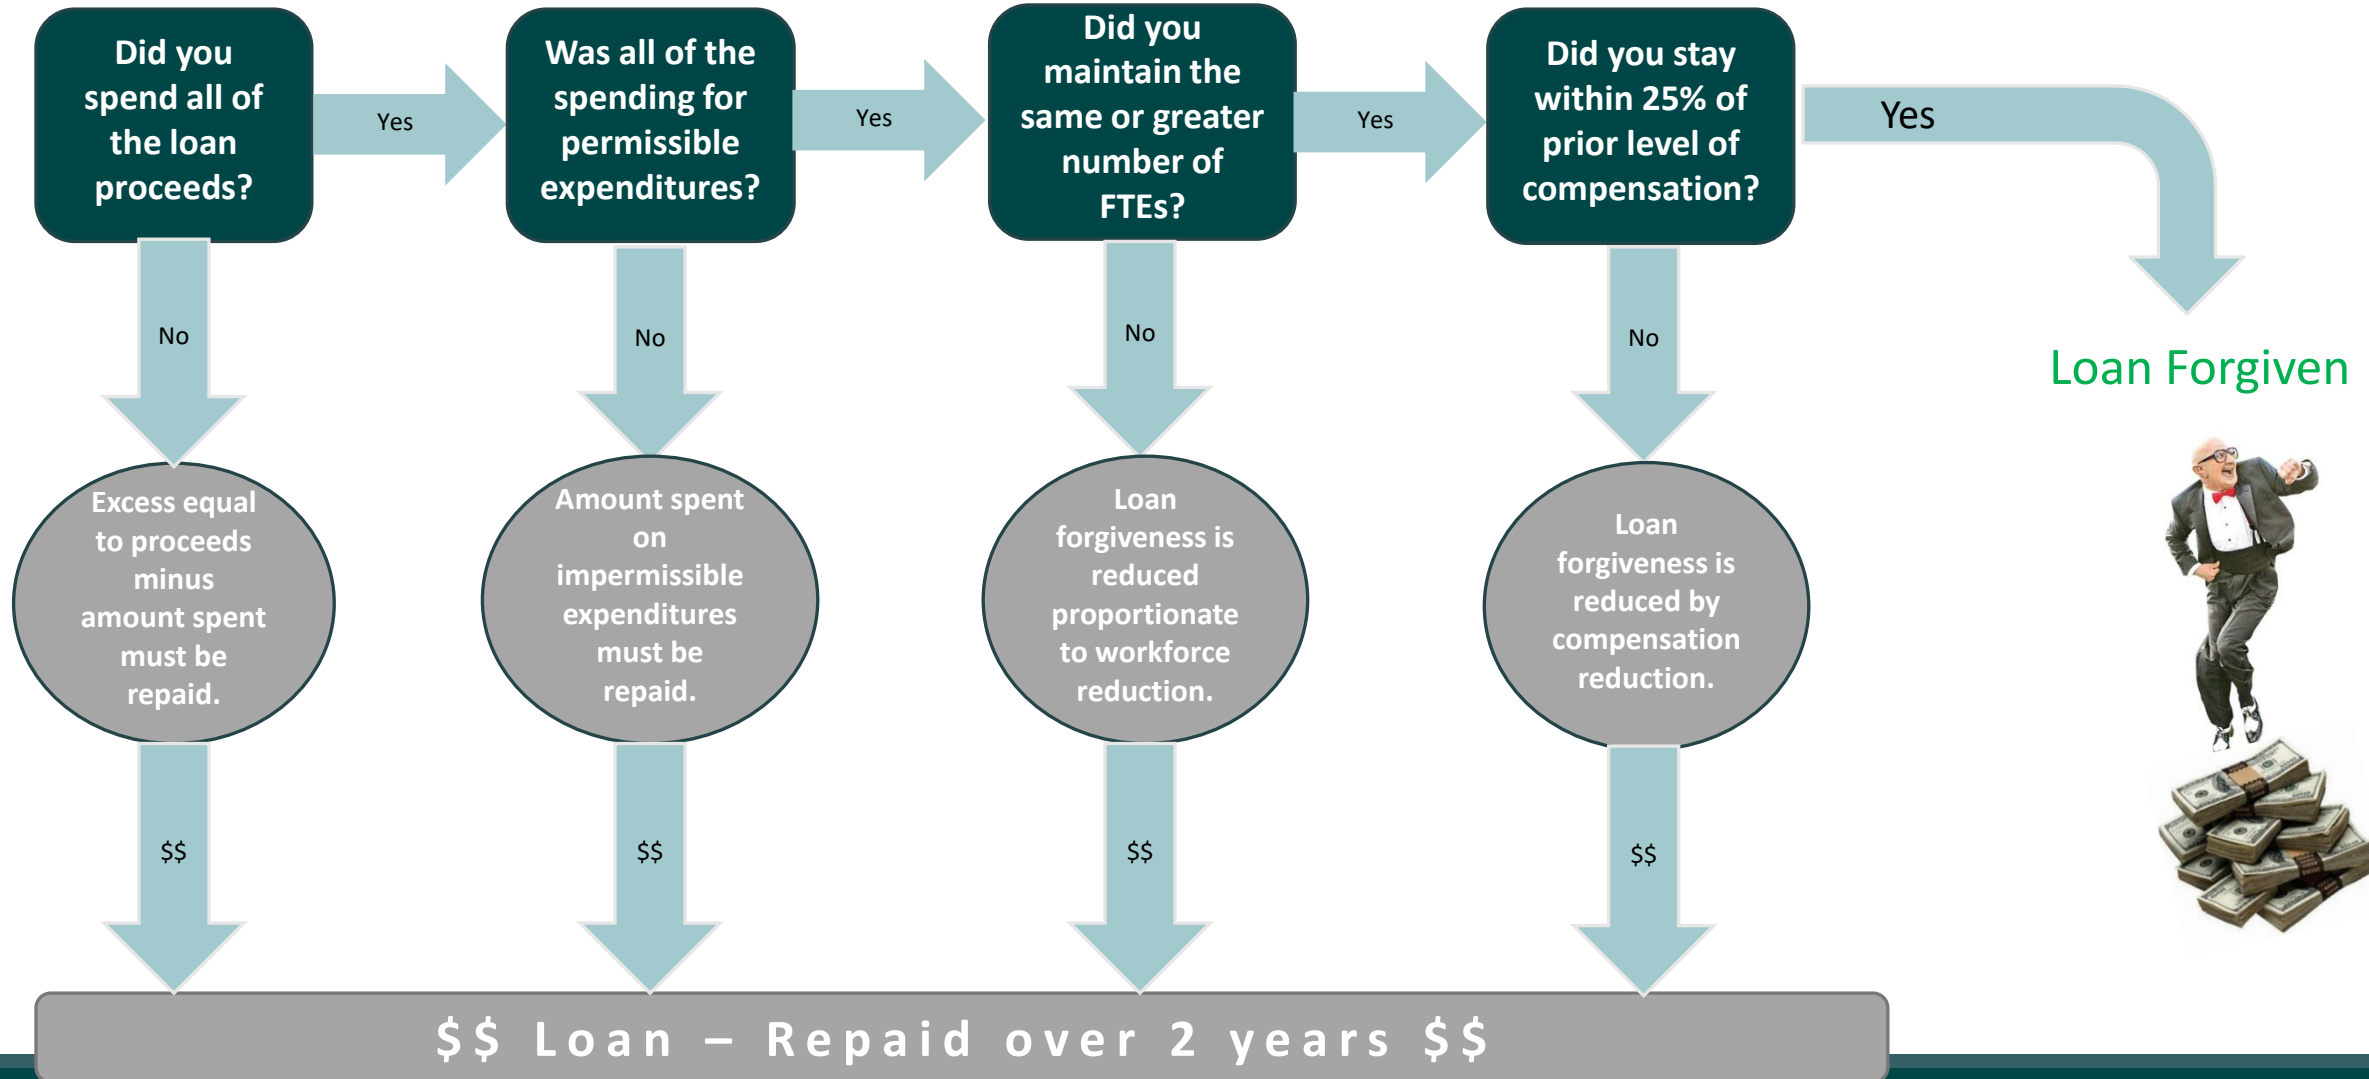 Did you
spend all of
the loan
proceeds?
Yes
Was all of the
spending for
permissible
expenditures?
Yes
Did you
maintain the
same or greater
number of
FTEs?
Yes
Did you stay
within 25% of
prior level of
compensation?
Yes
No
No
No
No
Loan Forgiven
Excess equal
to proceeds
minus
amount spent
must be
repaid.
Amount spent
on
impermissible
expenditures
must be
repaid.
Loan
forgiveness is
reduced
proportionate
to workforce
reduction.
Loan
forgiveness is
reduced by
compensation
reduction.
$$
$$
$$
$$
$$ Loan – Repaid over 2 years $$